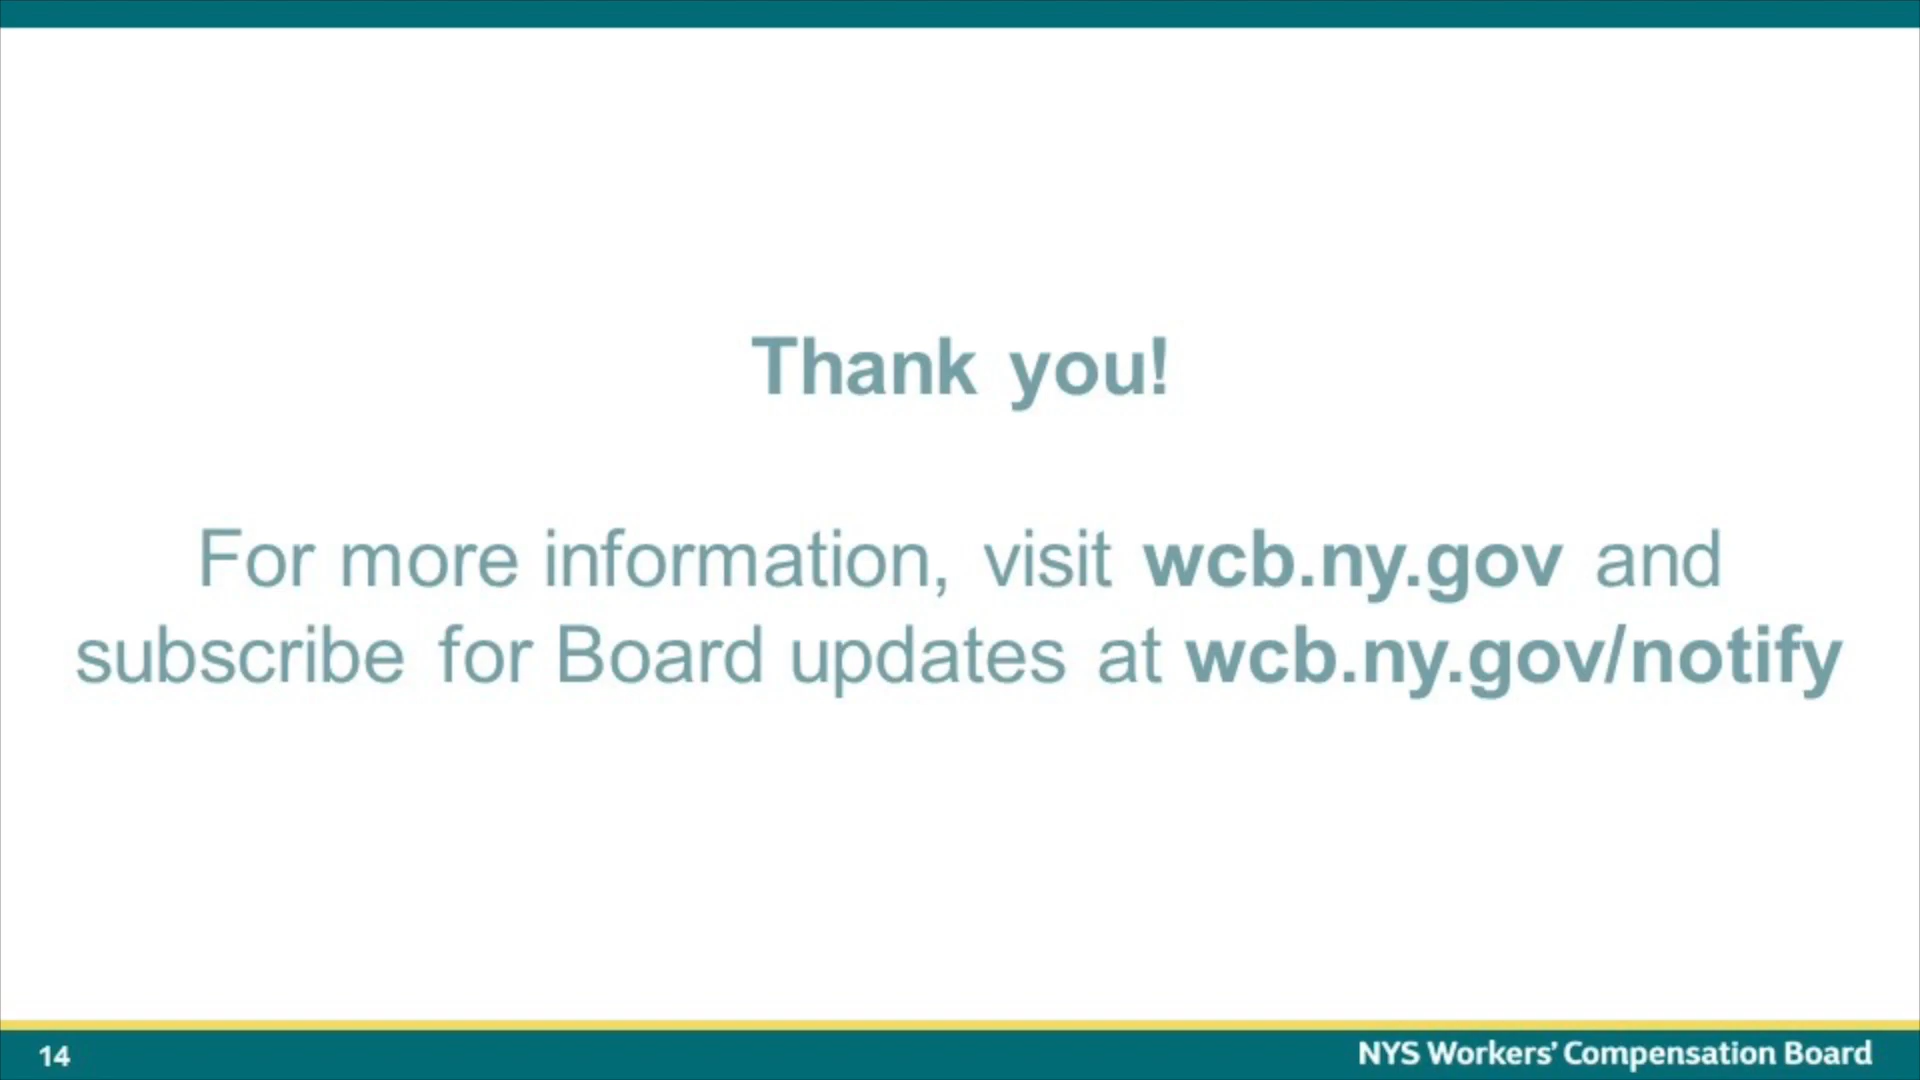 Thank you!
For more information, visit wcb.ny.gov and
subscribe for Board updates at wcb.ny.gov/notify
14
NYS Workers' Compensation Board